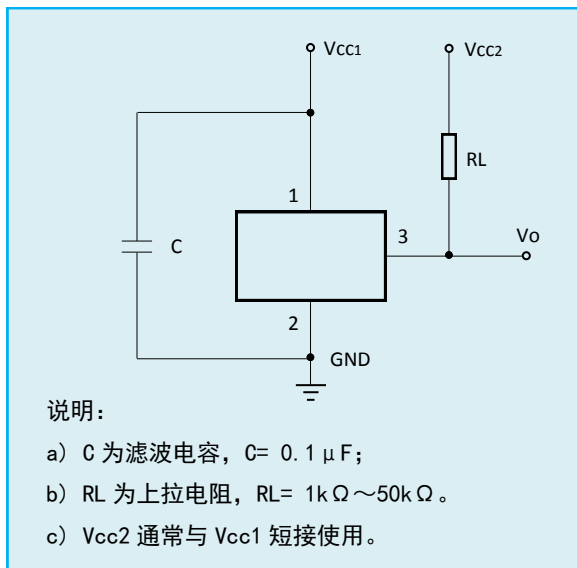 Vcc1
Vcc2
RL
1
3
Vo
C
2
GND
说明：
a) C 为滤波电容, C= 0.1μF;
b) RL 为上拉电阻, RL= 1kΩ～50kΩ。
c) Vcc2 通常与 Vcc1 短接使用。